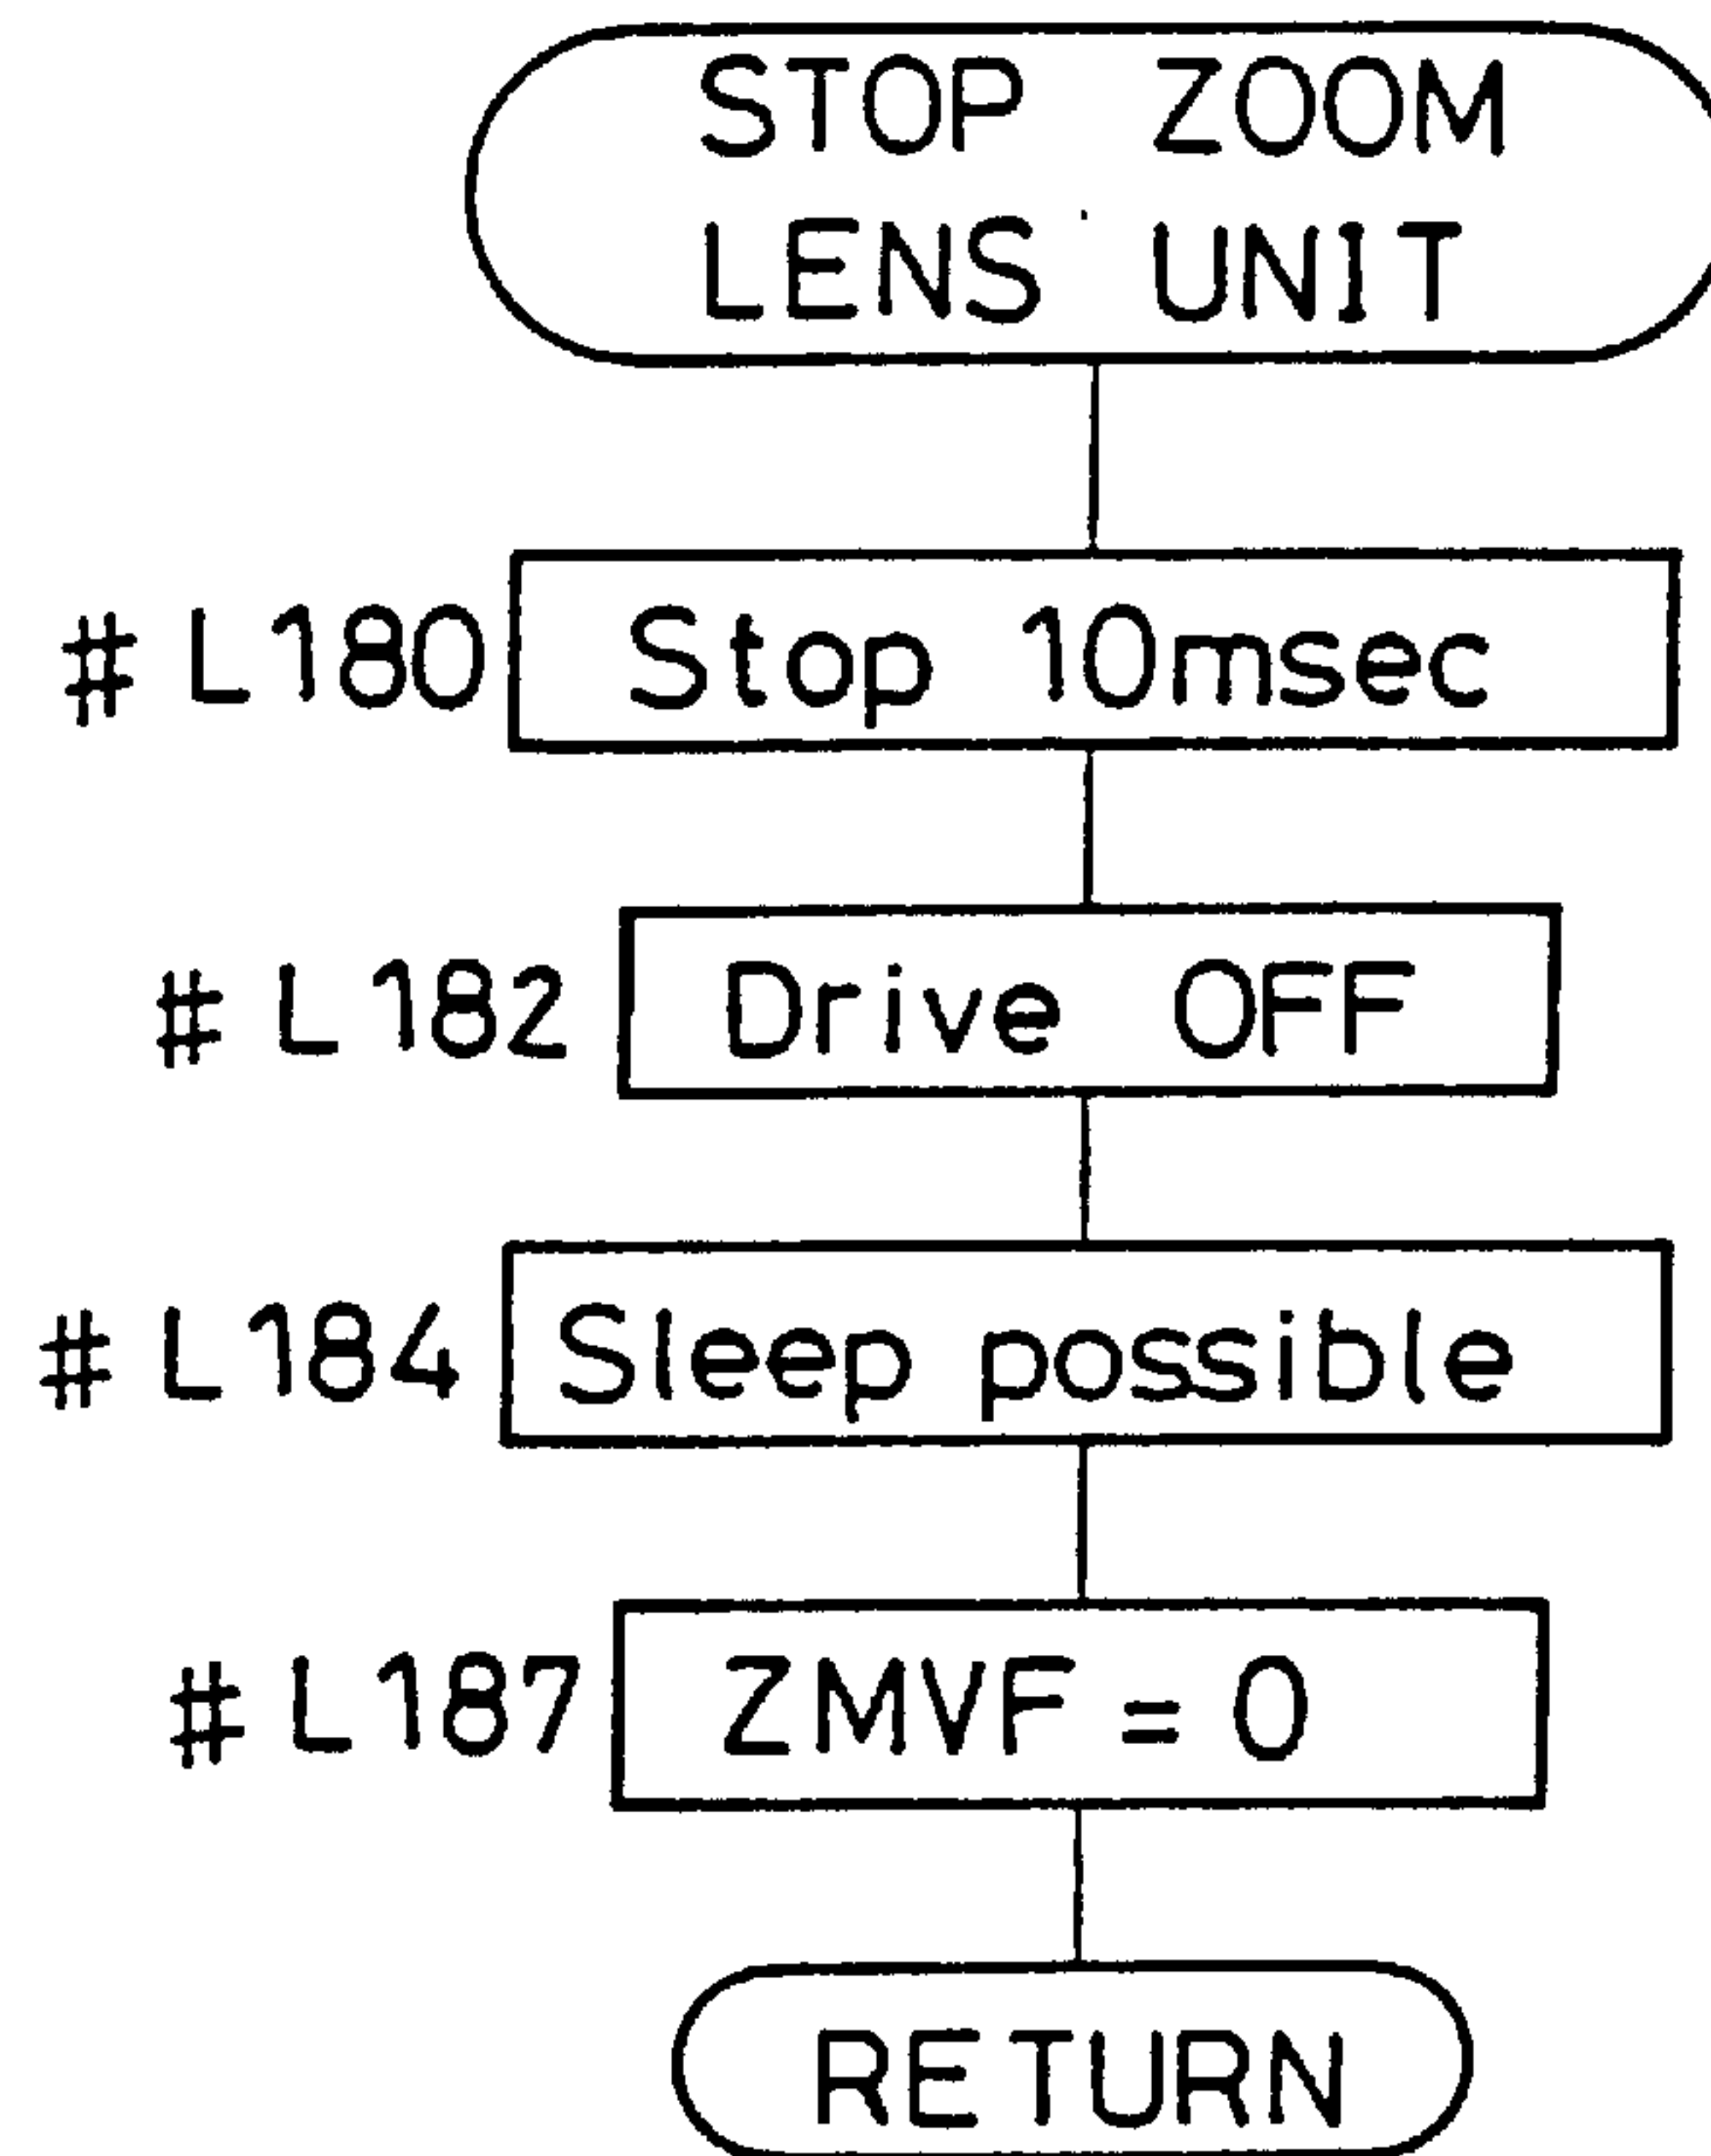 STOP ZOOM
LENS UNIT
# L180 Stop 10msec
# L182 Drive OFF
# L184 Sleep possible
# L187 ZMVF = 0
RETURN